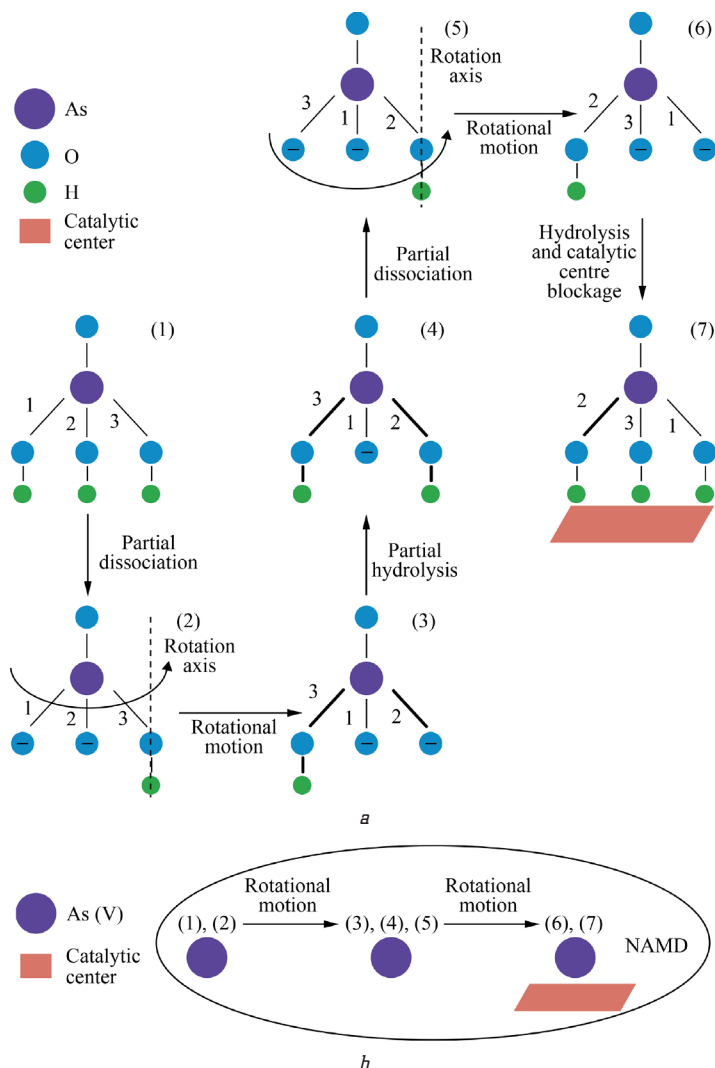 (5)
(6)
Rotation
axis
3
1
2
2
3
1
As
O
H
Catalytic
center
−
−
−
−
Rotational
motion
Partial
dissociation
Hydrolysis
and catalytic
centre
blockage
(1)
(4)
(7)
1
2
3
3
1
2
2
3
1
−
Partial
dissociation
Partial
hydrolysis
(2)
Rotation
axis
(3)
1
2
3
3
1
2
−
−
−
−
Rotational
motion
a
Rotational
motion
Rotational
motion
As (V)
(1), (2)
(3), (4), (5)
(6), (7)
NAMD
Catalytic
center
b